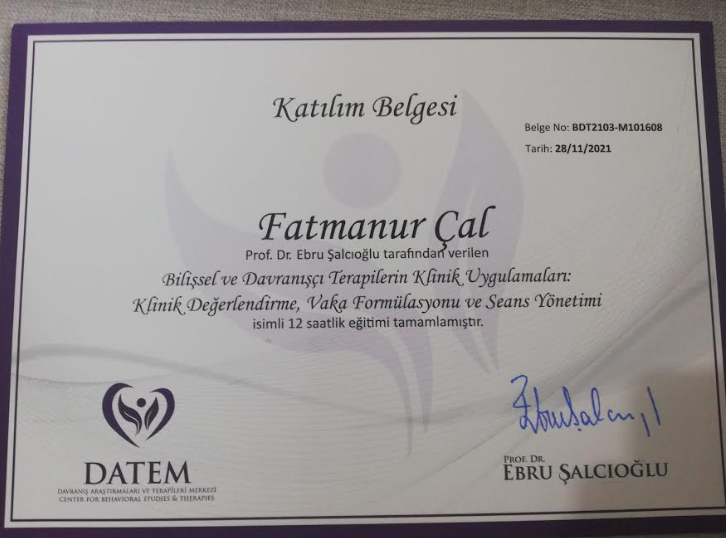 Katılım Belgesi
Belge No: BDT2103-M101608
Tarih: 28/11/2021
Fatmanur Çal
Prof. Dr. Ebru Şalcıoğlu tarafından verilen
Bilişsel ve Davranışçı Terapilerin Klinik Uygulamaları:
Klinik Değerlendirme, Vaka Formülasyonu ve Seans Yönetimi
isimli 12 saatlik eğitimi tamamlamıştır.
DATEM
DAVRANIŞ ARAŞTIRMALARI VE TERAPİLERİ MERKEZİ
CENTER FOR BEHAVIORAL STUDIES & THERAPIES
Ebru Şalcıoğlu
PROF. DR.
EBRU ŞALCIOĞLU